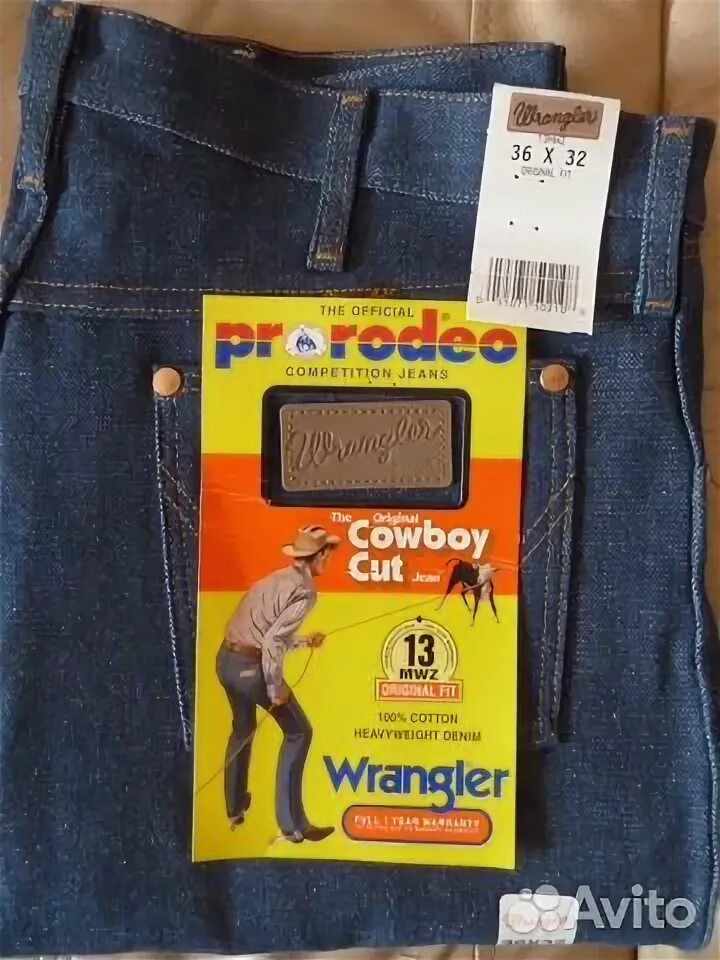 Wrangler
36 X 32
ORIGINAL FIT
THE OFFICIAL
prorodeo
COMPETITION JEANS
Wrangler
The Original
Cowboy
Cut Jean
13
MWZ
ORIGINAL FIT
100% COTTON
HEAVYWEIGHT DENIM
Wrangler
FULL 1 YEAR WARRANTY
Avito